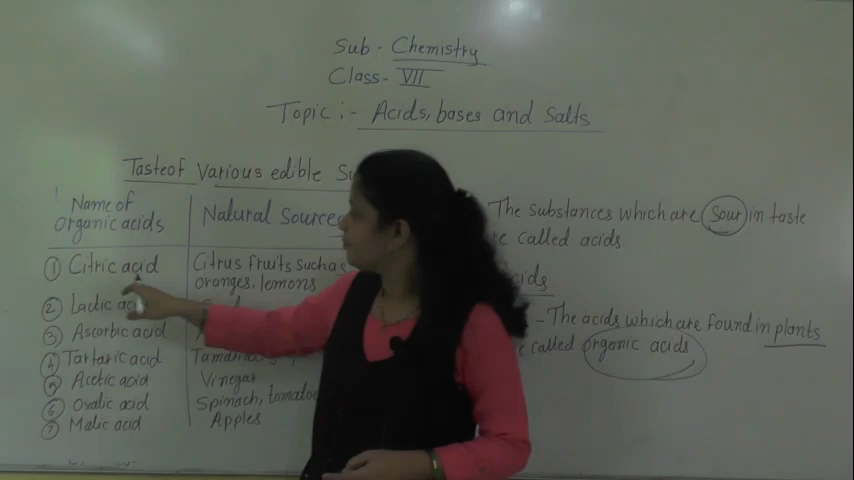 Sub - Chemistry
Class - VII
Topic :- Acids, bases and Salts
Taste of Various edible
Name of
organic acids
Natural Sources
① Citric acid
Citrus fruits such as
oranges, lemons
② Lactic
③ Ascorbic acid
④ Tartaric acid
⑤ Acetic acid
Vinegar
⑥ Oxalic acid
Spinach,
⑦ Malic acid
Apples
The substances which are sour in taste
called acids
- The acids which are found in plants
called organic acids